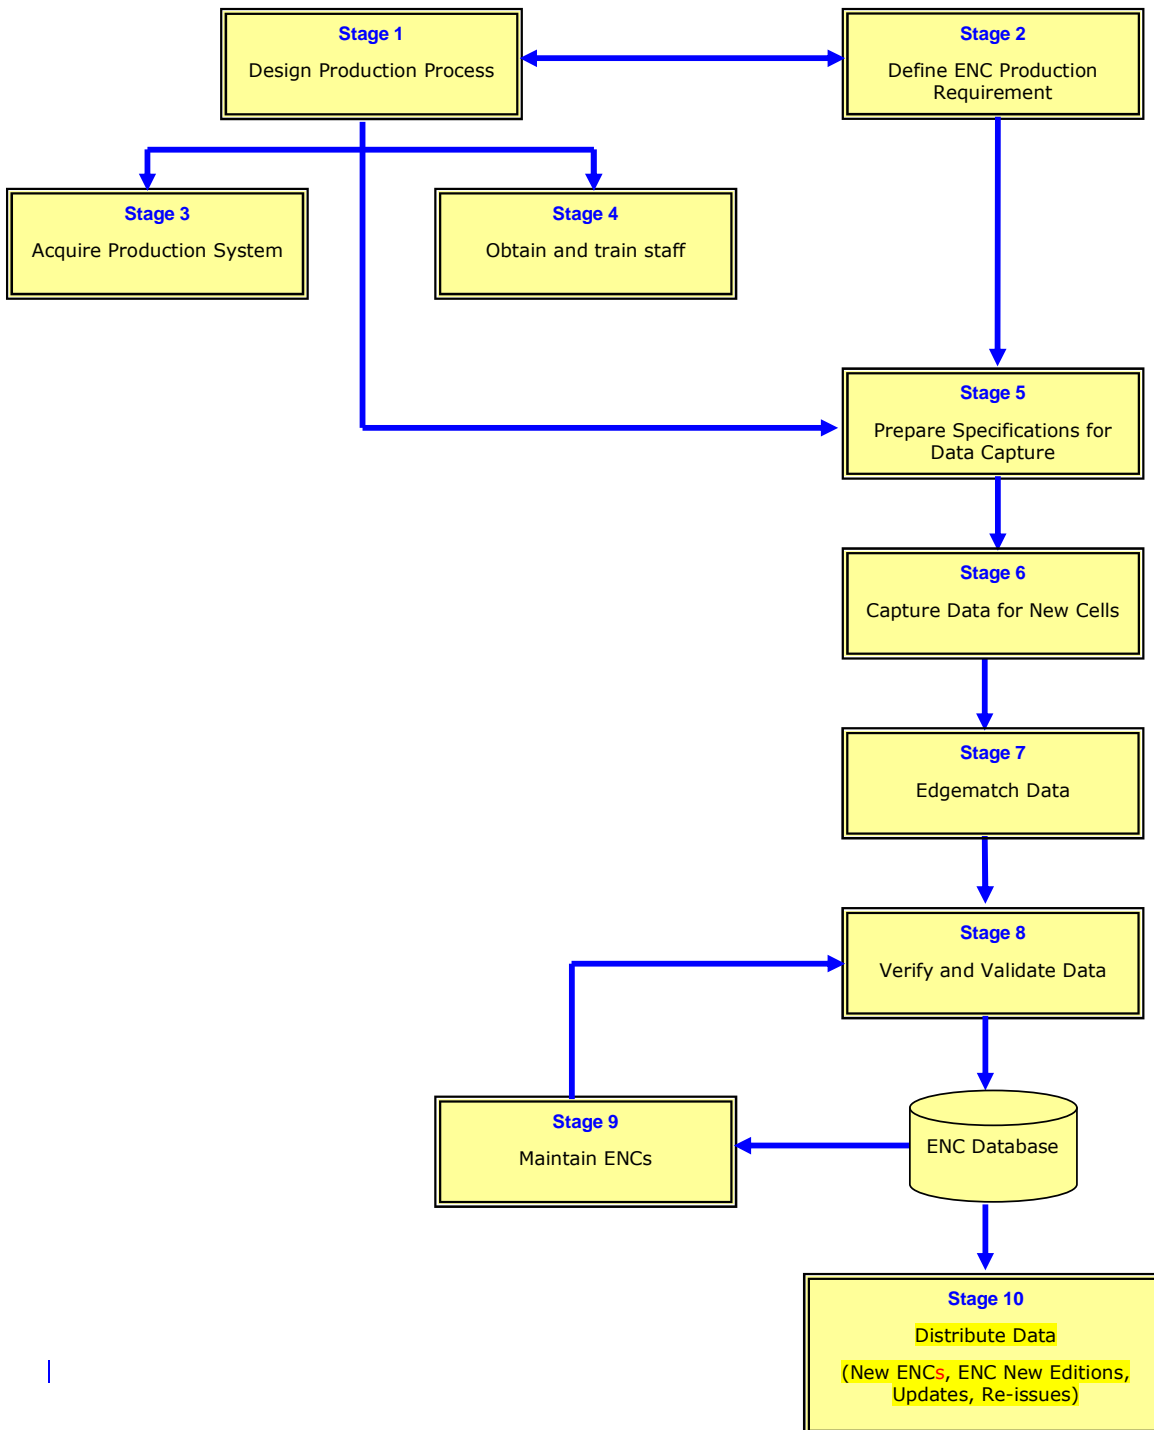 Stage 1
Design Production Process
Stage 2
Define ENC Production
Requirement
Stage 3
Acquire Production System
Stage 4
Obtain and train staff
Stage 5
Prepare Specifications for
Data Capture
Stage 6
Capture Data for New Cells
Stage 7
Edgematch Data
Stage 8
Verify and Validate Data
Stage 9
Maintain ENCs
ENC Database
Stage 10
Distribute Data
(New ENCs, ENC New Editions,
Updates, Re-issues)